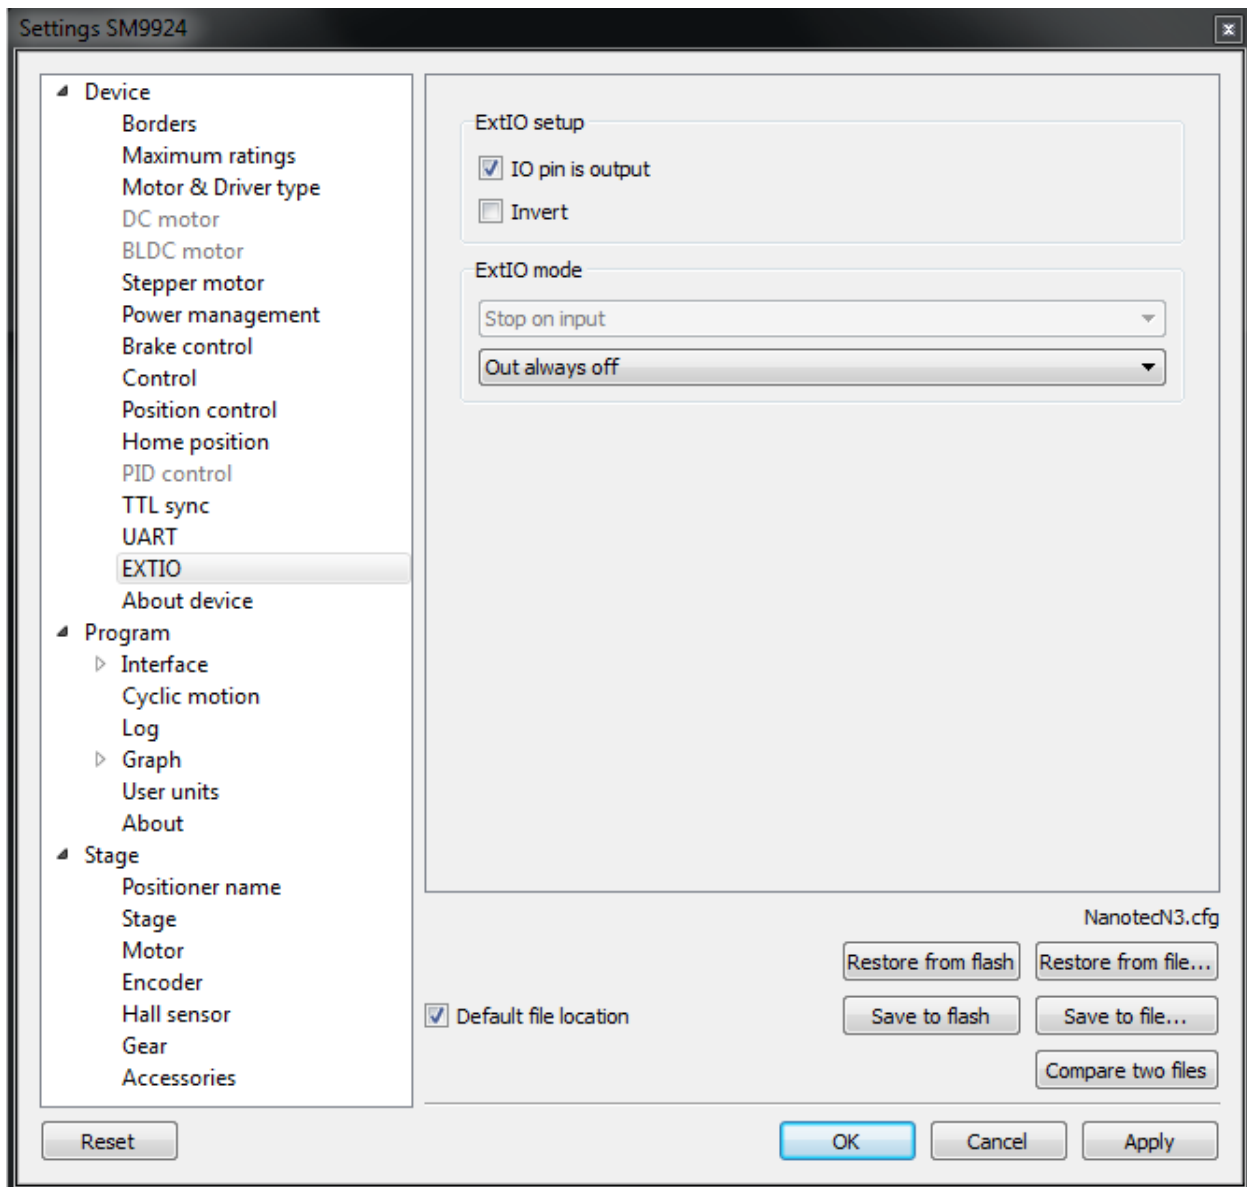 Settings SM9924
Device
Borders
Maximum ratings
Motor & Driver type
DC motor
BLDC motor
Stepper motor
Power management
Brake control
Control
Position control
Home position
PID control
TTL sync
UART
EXTIO
About device
Program
Interface
Cyclic motion
Log
Graph
User units
About
Stage
Positioner name
Stage
Motor
Encoder
Hall sensor
Gear
Accessories
ExtIO setup
IO pin is output
Invert
ExtIO mode
Stop on input
Out always off
NanotecN3.cfg
Restore from flash
Restore from file...
Default file location
Save to flash
Save to file...
Compare two files
Reset
OK
Cancel
Apply